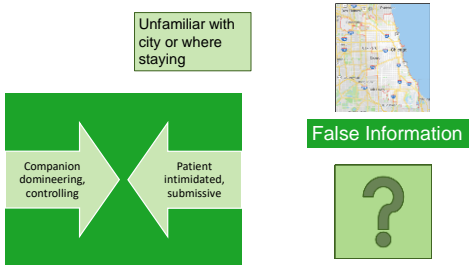 Unfamiliar with
city or where
staying
False Information
Companion
domineering,
controlling
Patient
intimidated,
submissive
?